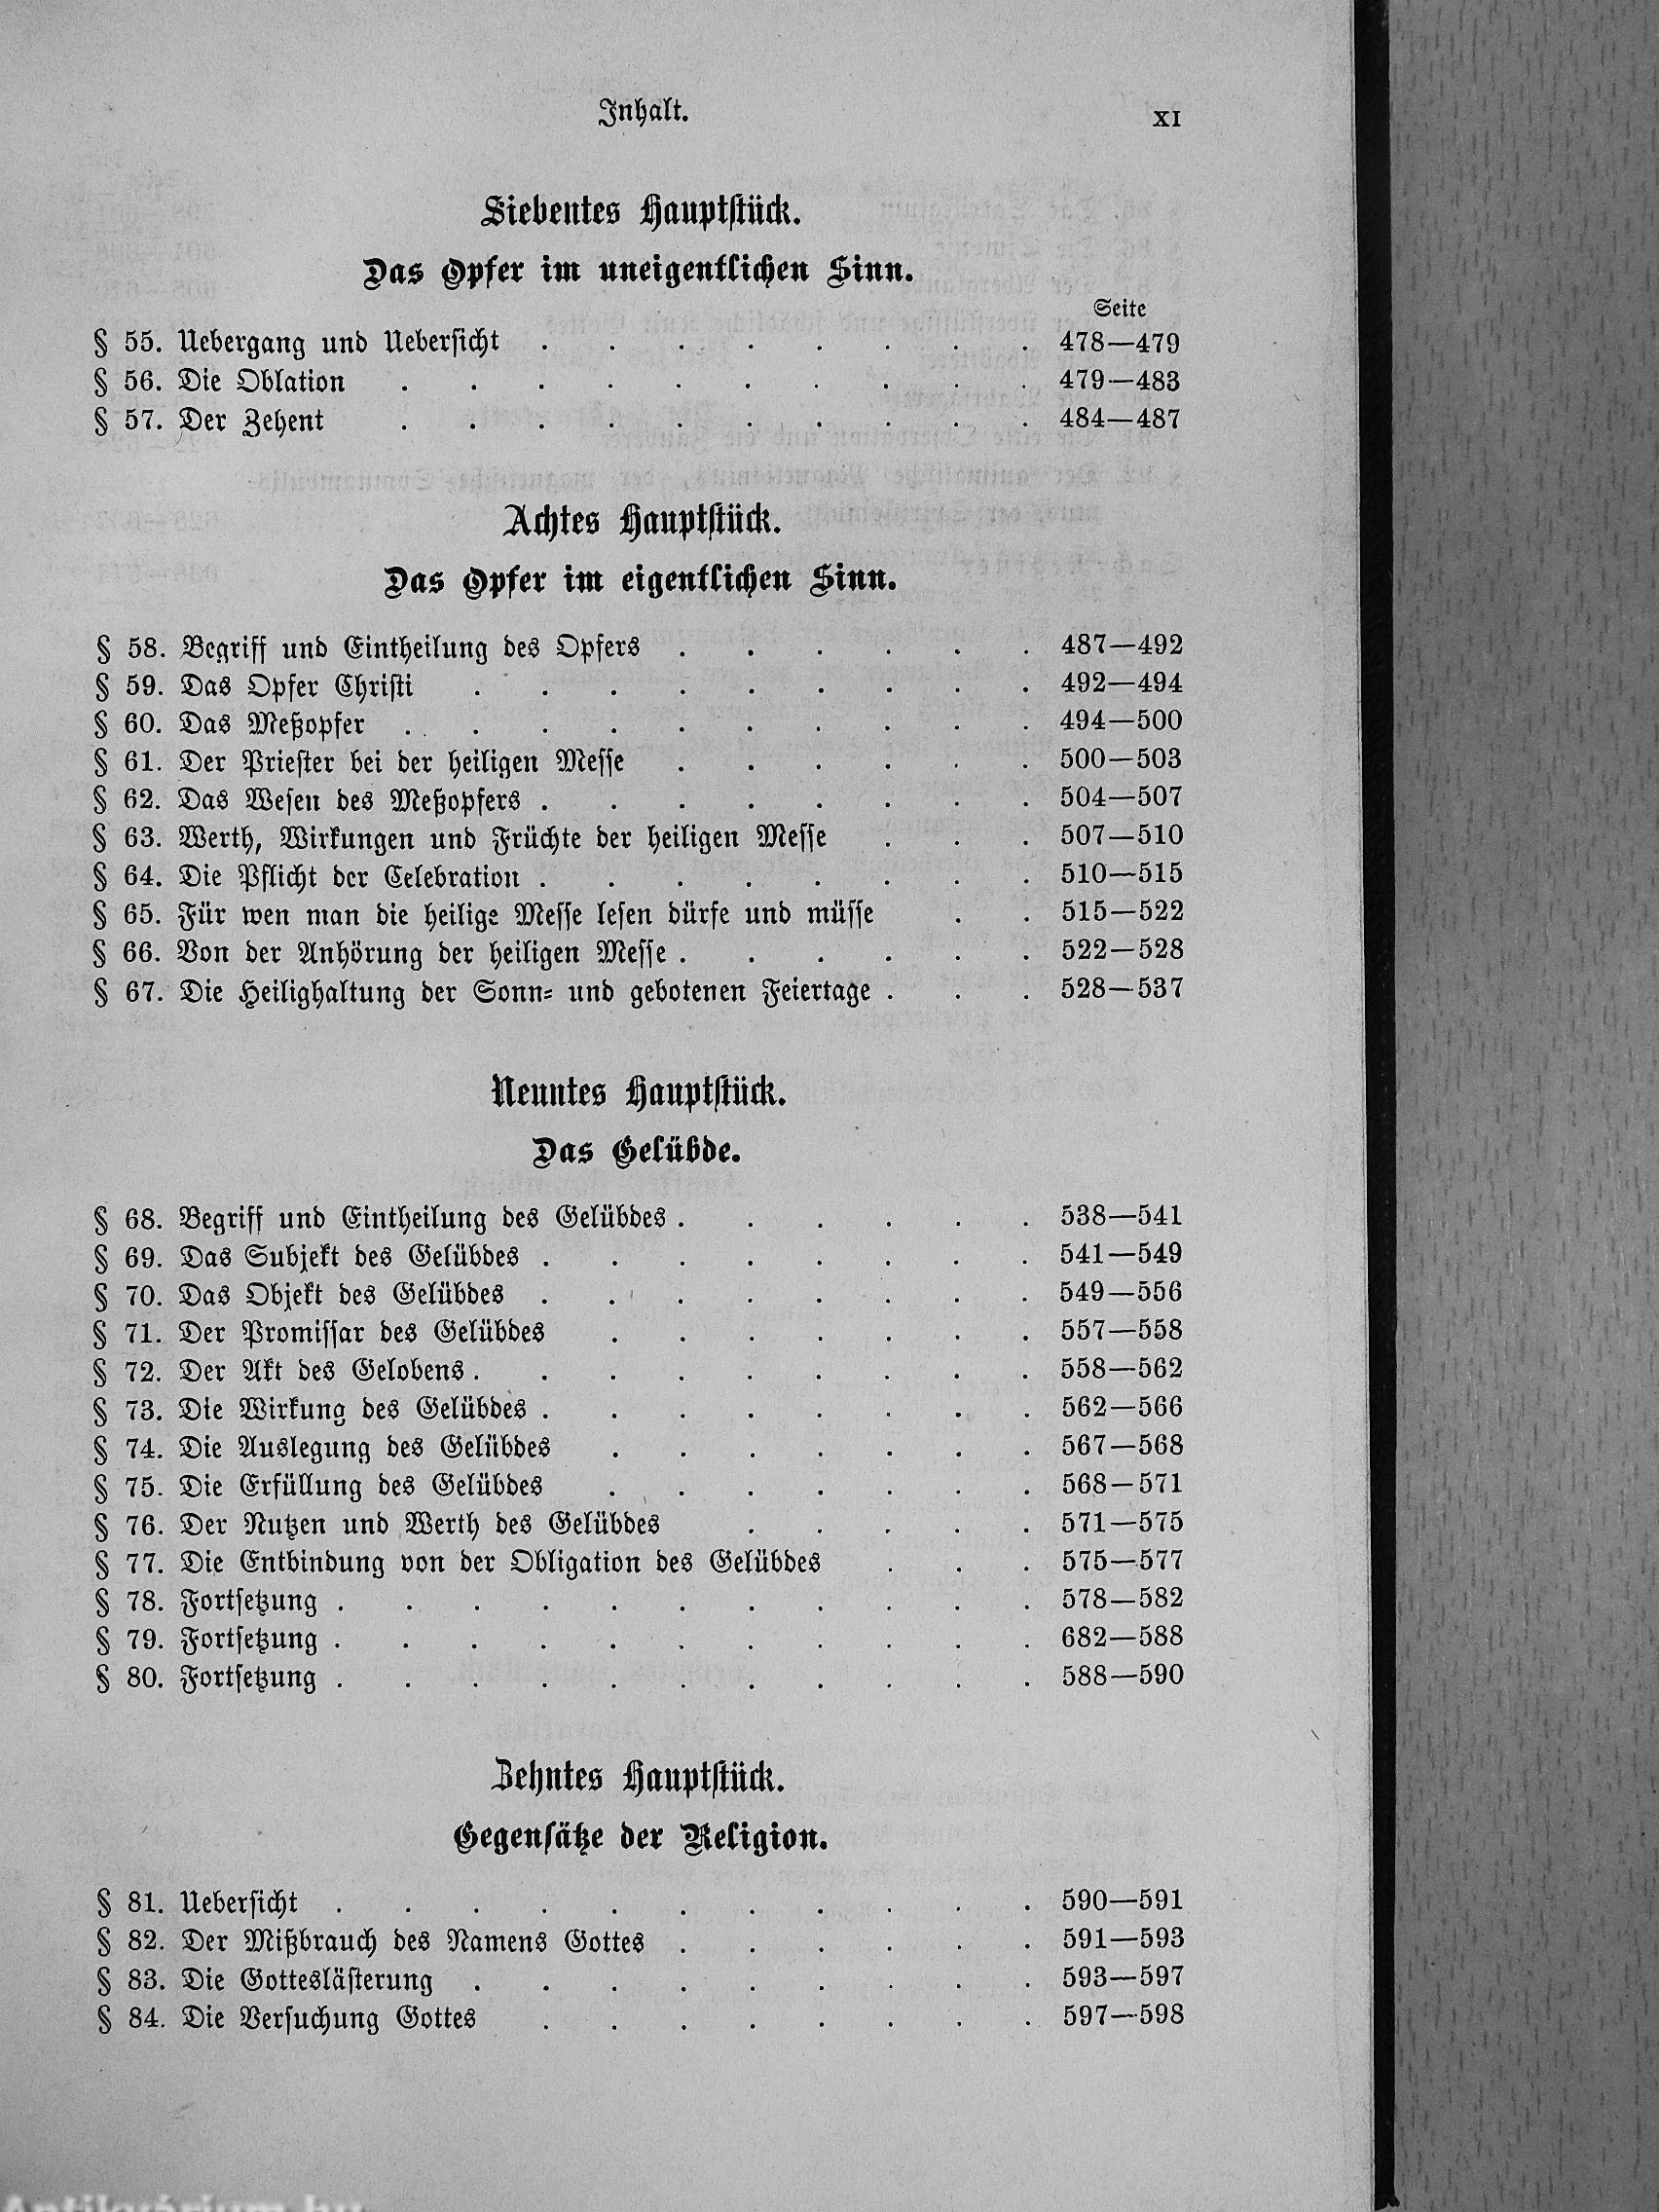 Inhalt. XI
Siebentes Hauptstück.
Das Opfer im uneigentlichen Sinn.
Seite
§ 55. Uebergang und Uebersicht . . . . . . . . 478—479
§ 56. Die Oblation . . . . . . . . . . 479—483
§ 57. Der Zehent . . . . . . . . . . 484—487
Achtes Hauptstück.
Das Opfer im eigentlichen Sinn.
§ 58. Begriff und Eintheilung des Opfers . . . . . . 487—492
§ 59. Das Opfer Christi . . . . . . . . . 492—494
§ 60. Das Meßopfer . . . . . . . . . . 494—500
§ 61. Der Priester bei der heiligen Messe . . . . . . 500—503
§ 62. Das Wesen des Meßopfers . . . . . . . . 504—507
§ 63. Werth, Wirkungen und Früchte der heiligen Messe . . . 507—510
§ 64. Die Pflicht der Celebration . . . . . . . . 510—515
§ 65. Für wen man die heilige Messe lesen dürfe und müsse . . 515—522
§ 66. Von der Anhörung der heiligen Messe . . . . . . 522—528
§ 67. Die Heilighaltung der Sonn- und gebotenen Feiertage . . . 528—537
Neuntes Hauptstück.
Das Gelübde.
§ 68. Begriff und Eintheilung des Gelübdes . . . . . . 538—541
§ 69. Das Subjekt des Gelübdes . . . . . . . . 541—549
§ 70. Das Objekt des Gelübdes . . . . . . . . 549—556
§ 71. Der Promissar des Gelübdes . . . . . . . 557—558
§ 72. Der Akt des Gelobens . . . . . . . . . 558—562
§ 73. Die Wirkung des Gelübdes . . . . . . . . 562—566
§ 74. Die Auslegung des Gelübdes . . . . . . . 567—568
§ 75. Die Erfüllung des Gelübdes . . . . . . . 568—571
§ 76. Der Nutzen und Werth des Gelübdes . . . . . 571—575
§ 77. Die Entbindung von der Obligation des Gelübdes . . . 575—577
§ 78. Fortsetzung . . . . . . . . . . . 578—582
§ 79. Fortsetzung . . . . . . . . . . . 682—588
§ 80. Fortsetzung . . . . . . . . . . . 588—590
Zehntes Hauptstück.
Gegensätze der Religion.
§ 81. Uebersicht . . . . . . . . . . . 590—591
§ 82. Der Mißbrauch des Namens Gottes . . . . . . 591—593
§ 83. Die Gotteslästerung . . . . . . . . . 593—597
§ 84. Die Versuchung Gottes . . . . . . . . 597—598
Antikvárium.hu